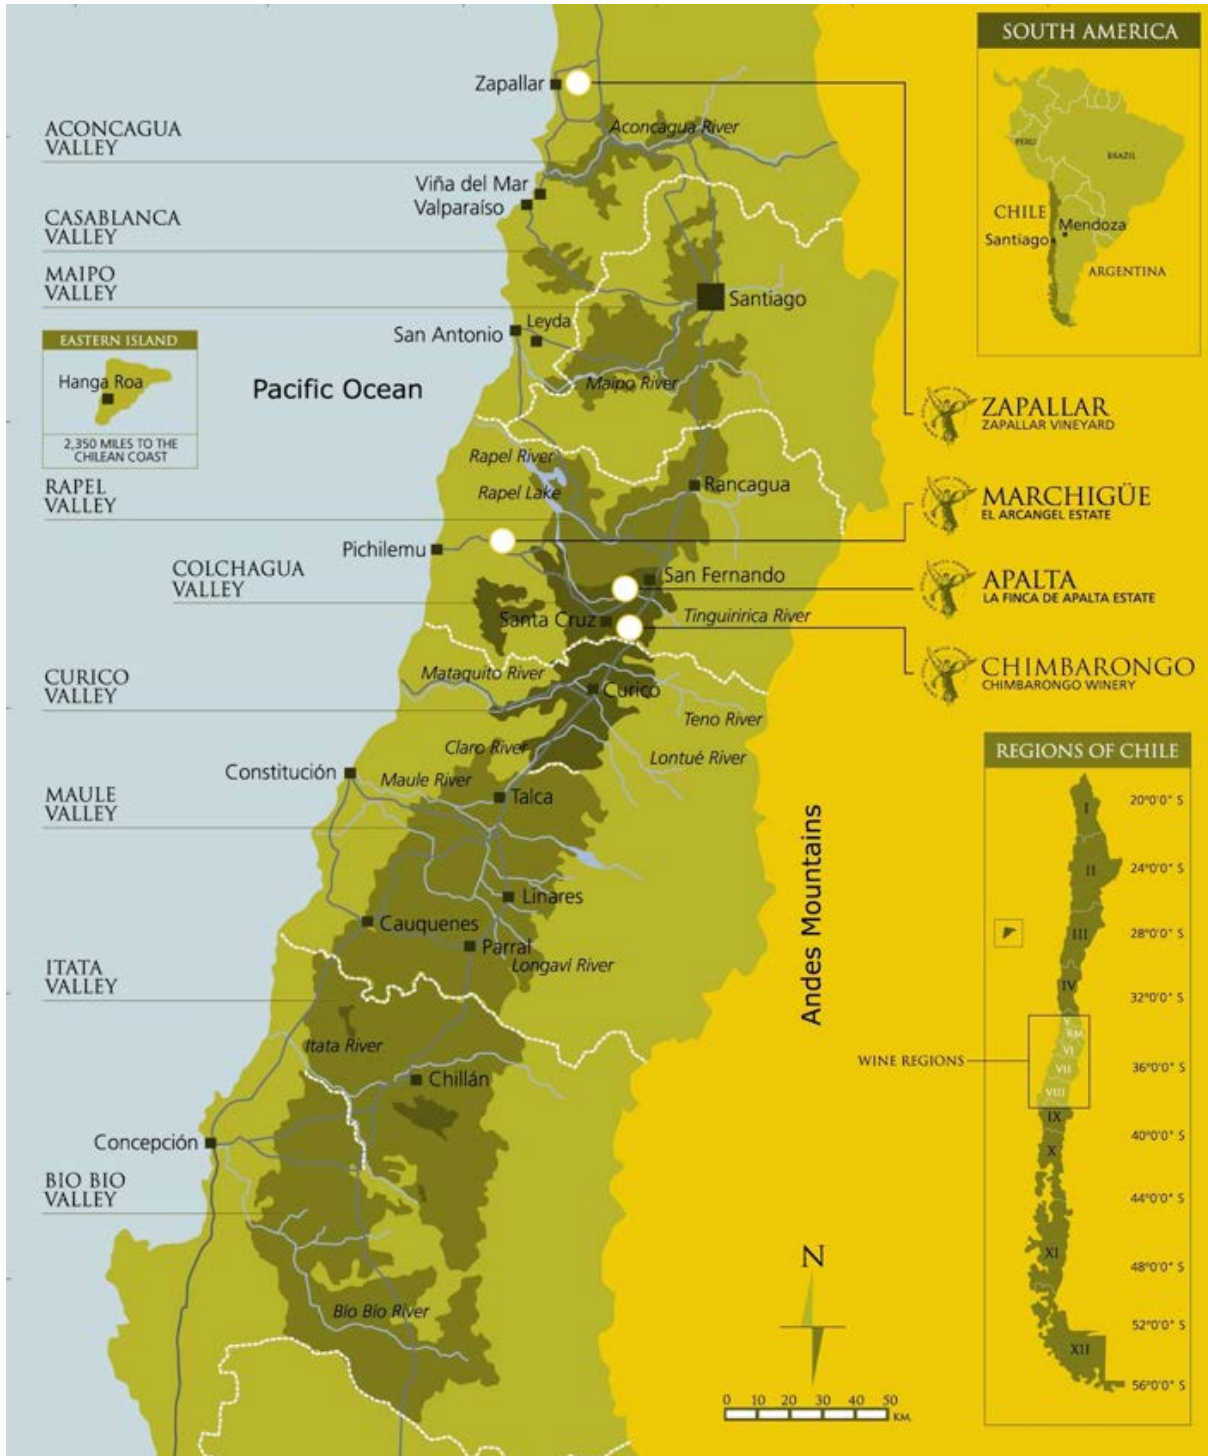 SOUTH AMERICA
PERU
BRAZIL
CHILE
Mendoza
Santiago
ARGENTINA
Zapallar
Aconcagua River
ACONCAGUA
VALLEY
Viña del Mar
Valparaíso
CASABLANCA
VALLEY
MAIPO
VALLEY
Santiago
Leyda
San Antonio
EASTERN ISLAND
Hanga Roa
2,350 MILES TO THE
CHILEAN COAST
Pacific Ocean
Maipo River
ZAPALLAR
ZAPALLAR VINEYARD
Rapel River
Rapel Lake
Rancagua
RAPEL
VALLEY
MARCHIGÜE
EL ARCANGEL ESTATE
Pichilemu
COLCHAGUA
VALLEY
San Fernando
APALTA
LA FINCA DE APALTA ESTATE
Santa Cruz
Tinguiririca River
CURICO
VALLEY
Mataquito River
CHIMBARONGO
CHIMBARONGO WINERY
Curicó
Teno River
Claro River
Lontué River
Constitución
Maule River
Talca
MAULE
VALLEY
Linares
Cauquenes
Parral
Longaví River
Andes Mountains
ITATA
VALLEY
Itata River
Chillán
Concepción
BIO BIO
VALLEY
Bío Bío River
N
0 10 20 30 40 50
KM.
REGIONS OF CHILE
I
20°0'0" S
II
24°0'0" S
III
28°0'0" S
IV
32°0'0" S
V
RM
VI
WINE REGIONS
VII
36°0'0" S
VIII
IX
40°0'0" S
X
44°0'0" S
XI
48°0'0" S
52°0'0" S
XII
56°0'0" S